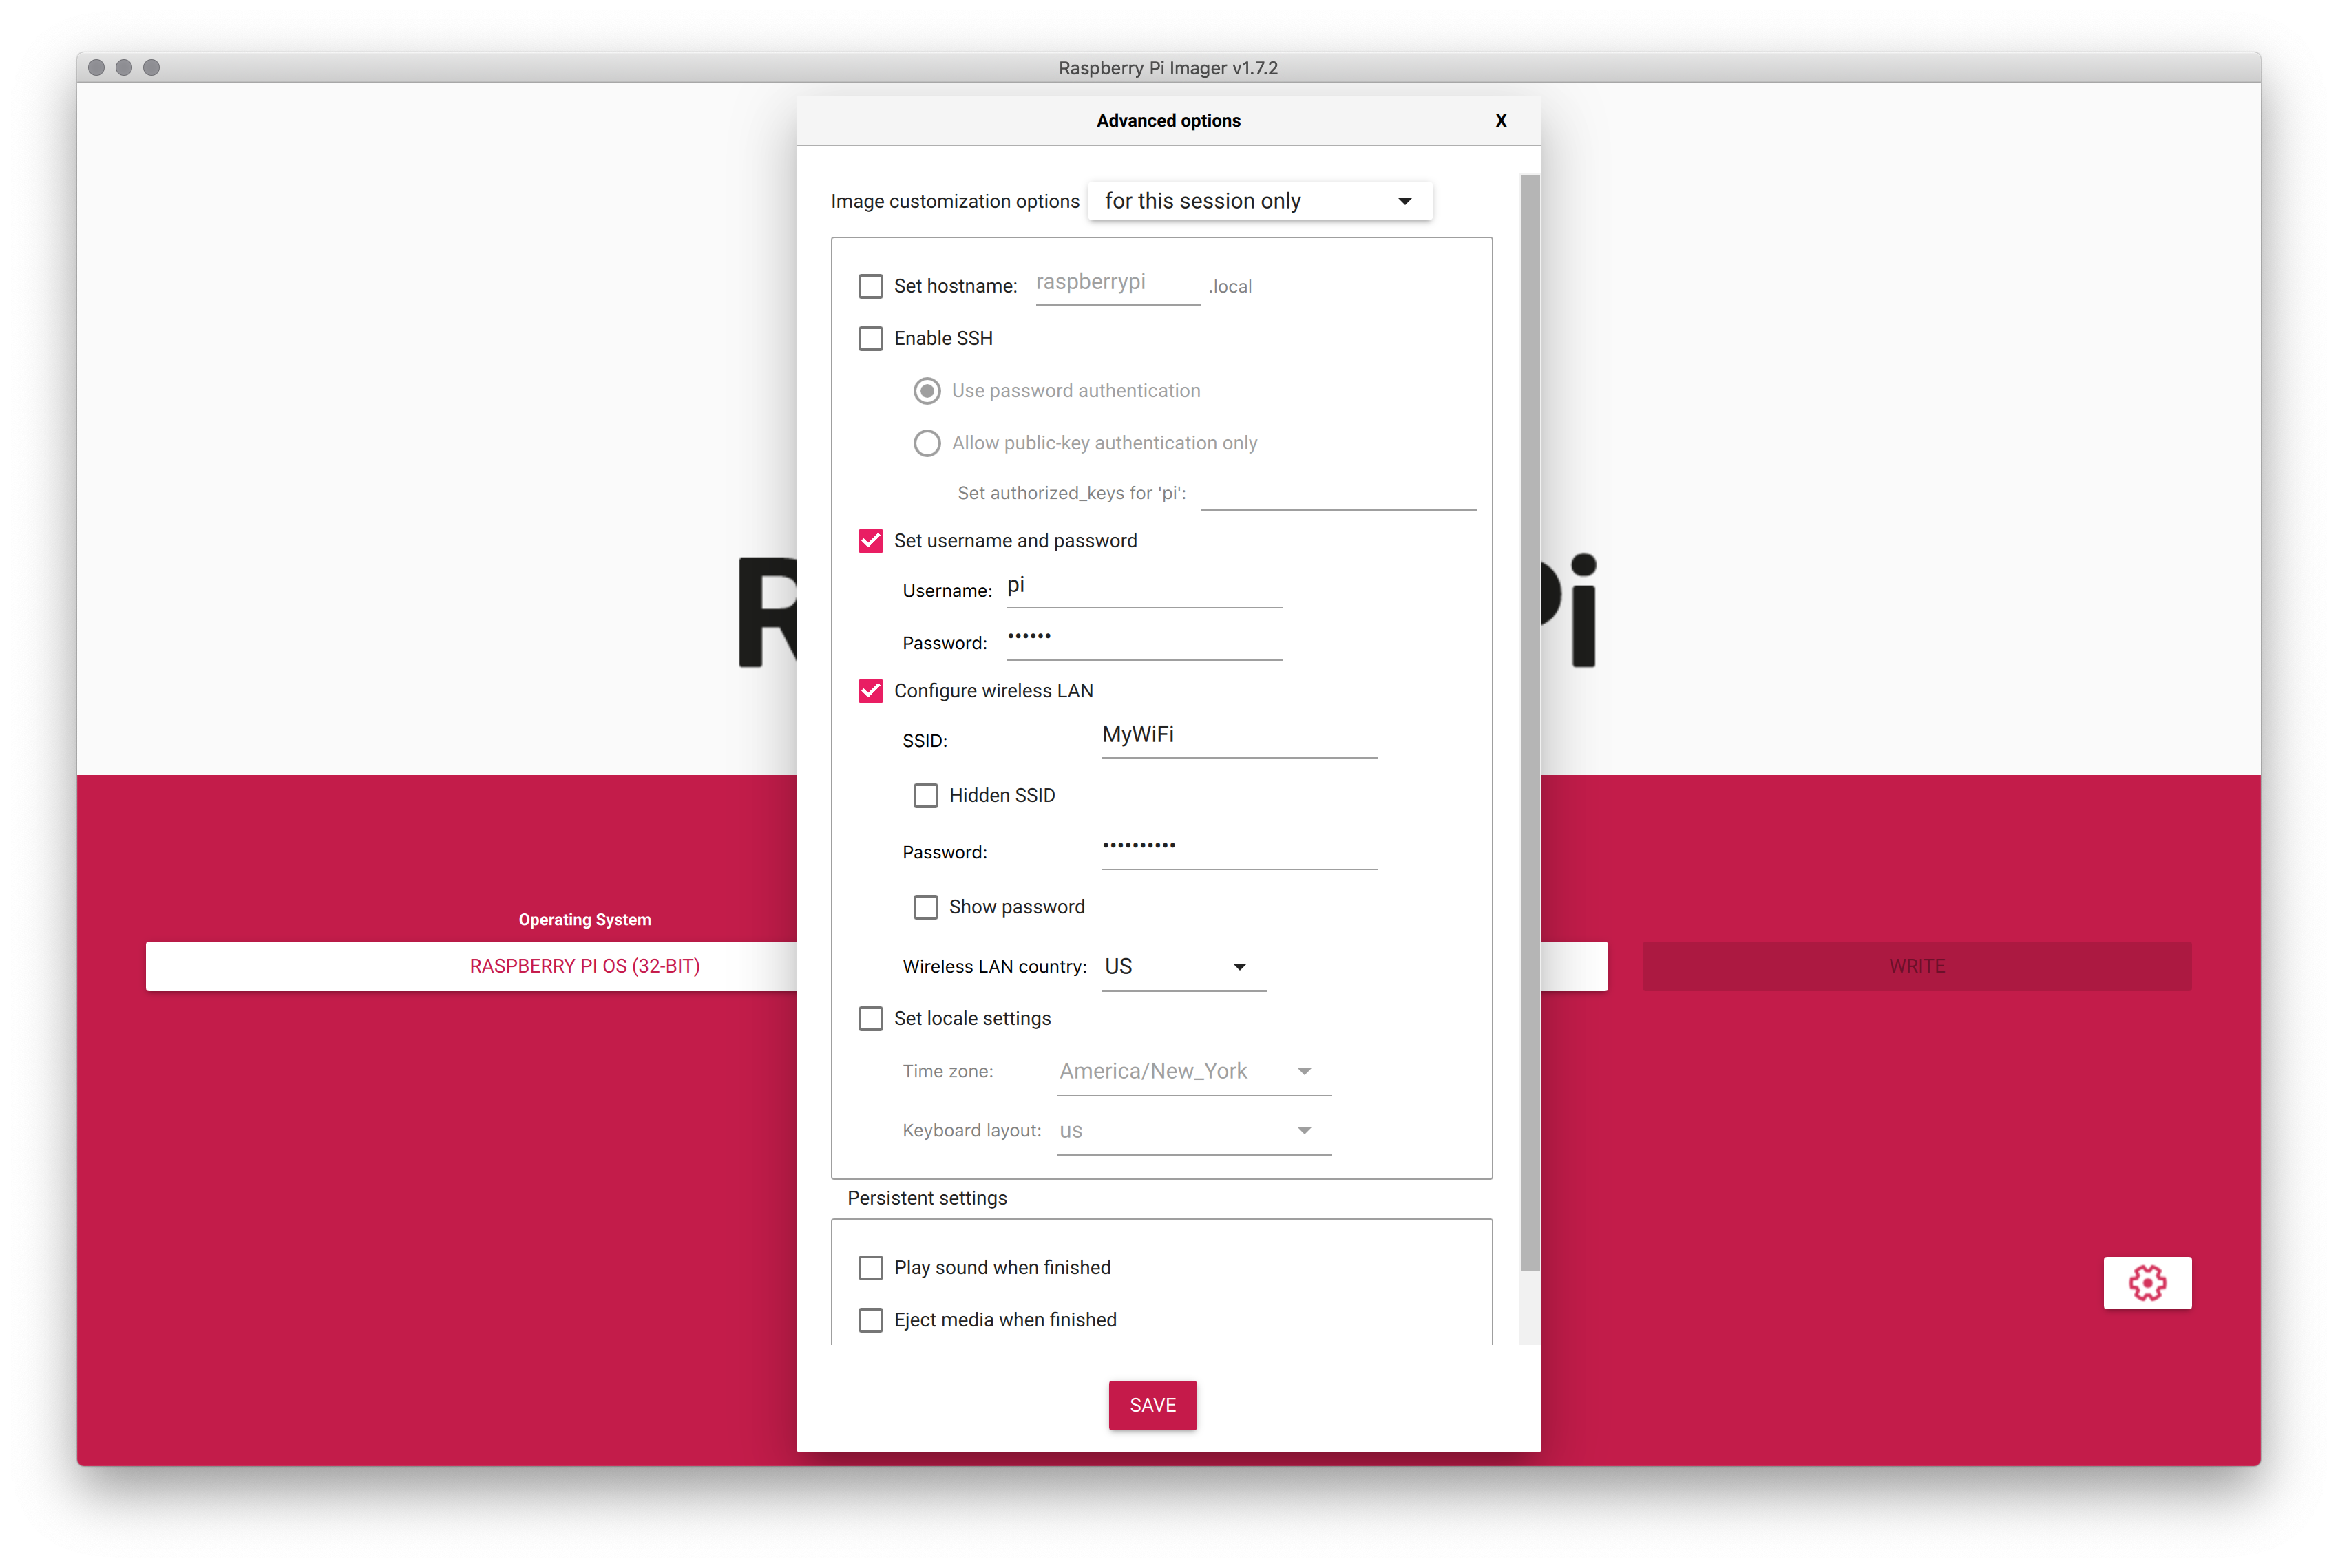 Raspberry Pi Imager v1.7.2
Advanced options X
Image customization options for this session only
Set hostname: raspberrypi .local
Enable SSH
Use password authentication
Allow public-key authentication only
Set authorized_keys for 'pi':
Set username and password
Username: pi
Password: ••••••
Configure wireless LAN
SSID: MyWiFi
Hidden SSID
Password: ••••••••••
Show password
Wireless LAN country: US
Set locale settings
Time zone: America/New_York
Keyboard layout: us
Persistent settings
Play sound when finished
Eject media when finished
SAVE
R Pi
Operating System
RASPBERRY PI OS (32-BIT)
WRITE